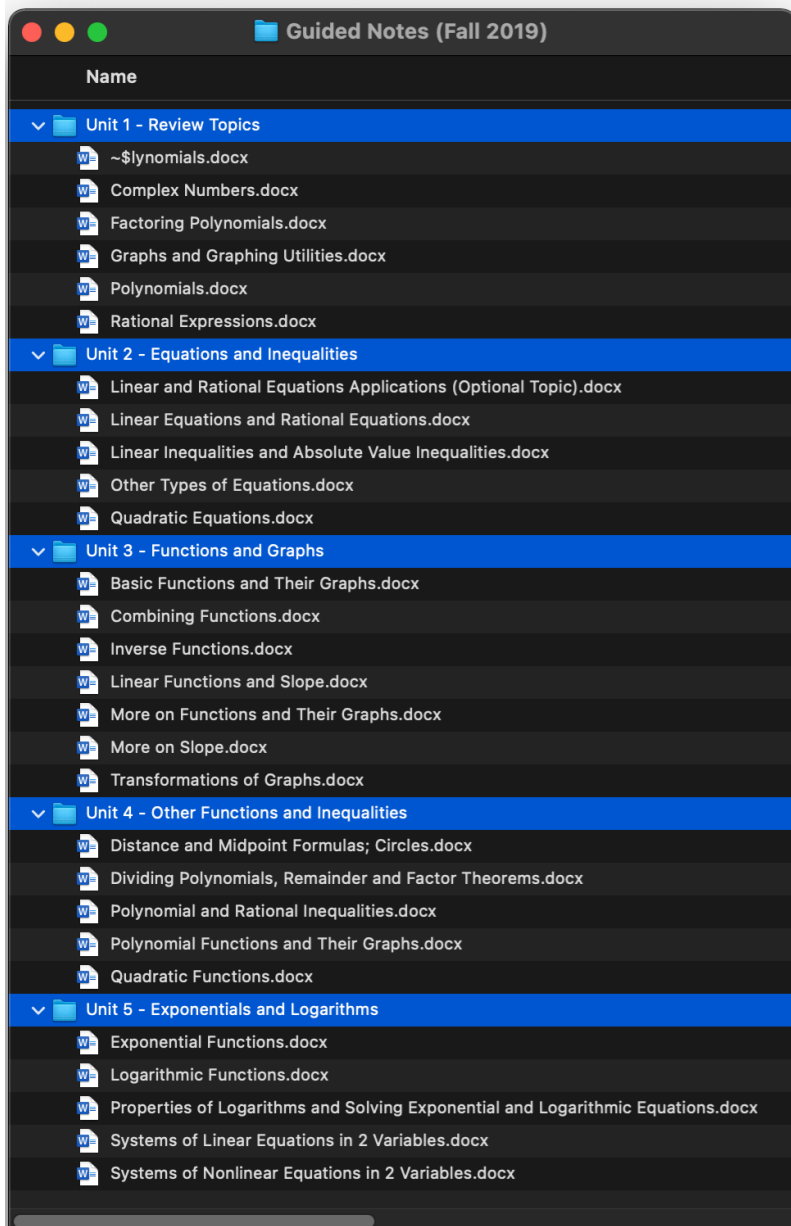 Guided Notes (Fall 2019)
Name
Unit 1 - Review Topics
~$lynomials.docx
Complex Numbers.docx
Factoring Polynomials.docx
Graphs and Graphing Utilities.docx
Polynomials.docx
Rational Expressions.docx
Unit 2 - Equations and Inequalities
Linear and Rational Equations Applications (Optional Topic).docx
Linear Equations and Rational Equations.docx
Linear Inequalities and Absolute Value Inequalities.docx
Other Types of Equations.docx
Quadratic Equations.docx
Unit 3 - Functions and Graphs
Basic Functions and Their Graphs.docx
Combining Functions.docx
Inverse Functions.docx
Linear Functions and Slope.docx
More on Functions and Their Graphs.docx
More on Slope.docx
Transformations of Graphs.docx
Unit 4 - Other Functions and Inequalities
Distance and Midpoint Formulas; Circles.docx
Dividing Polynomials, Remainder and Factor Theorems.docx
Polynomial and Rational Inequalities.docx
Polynomial Functions and Their Graphs.docx
Quadratic Functions.docx
Unit 5 - Exponentials and Logarithms
Exponential Functions.docx
Logarithmic Functions.docx
Properties of Logarithms and Solving Exponential and Logarithmic Equations.docx
Systems of Linear Equations in 2 Variables.docx
Systems of Nonlinear Equations in 2 Variables.docx